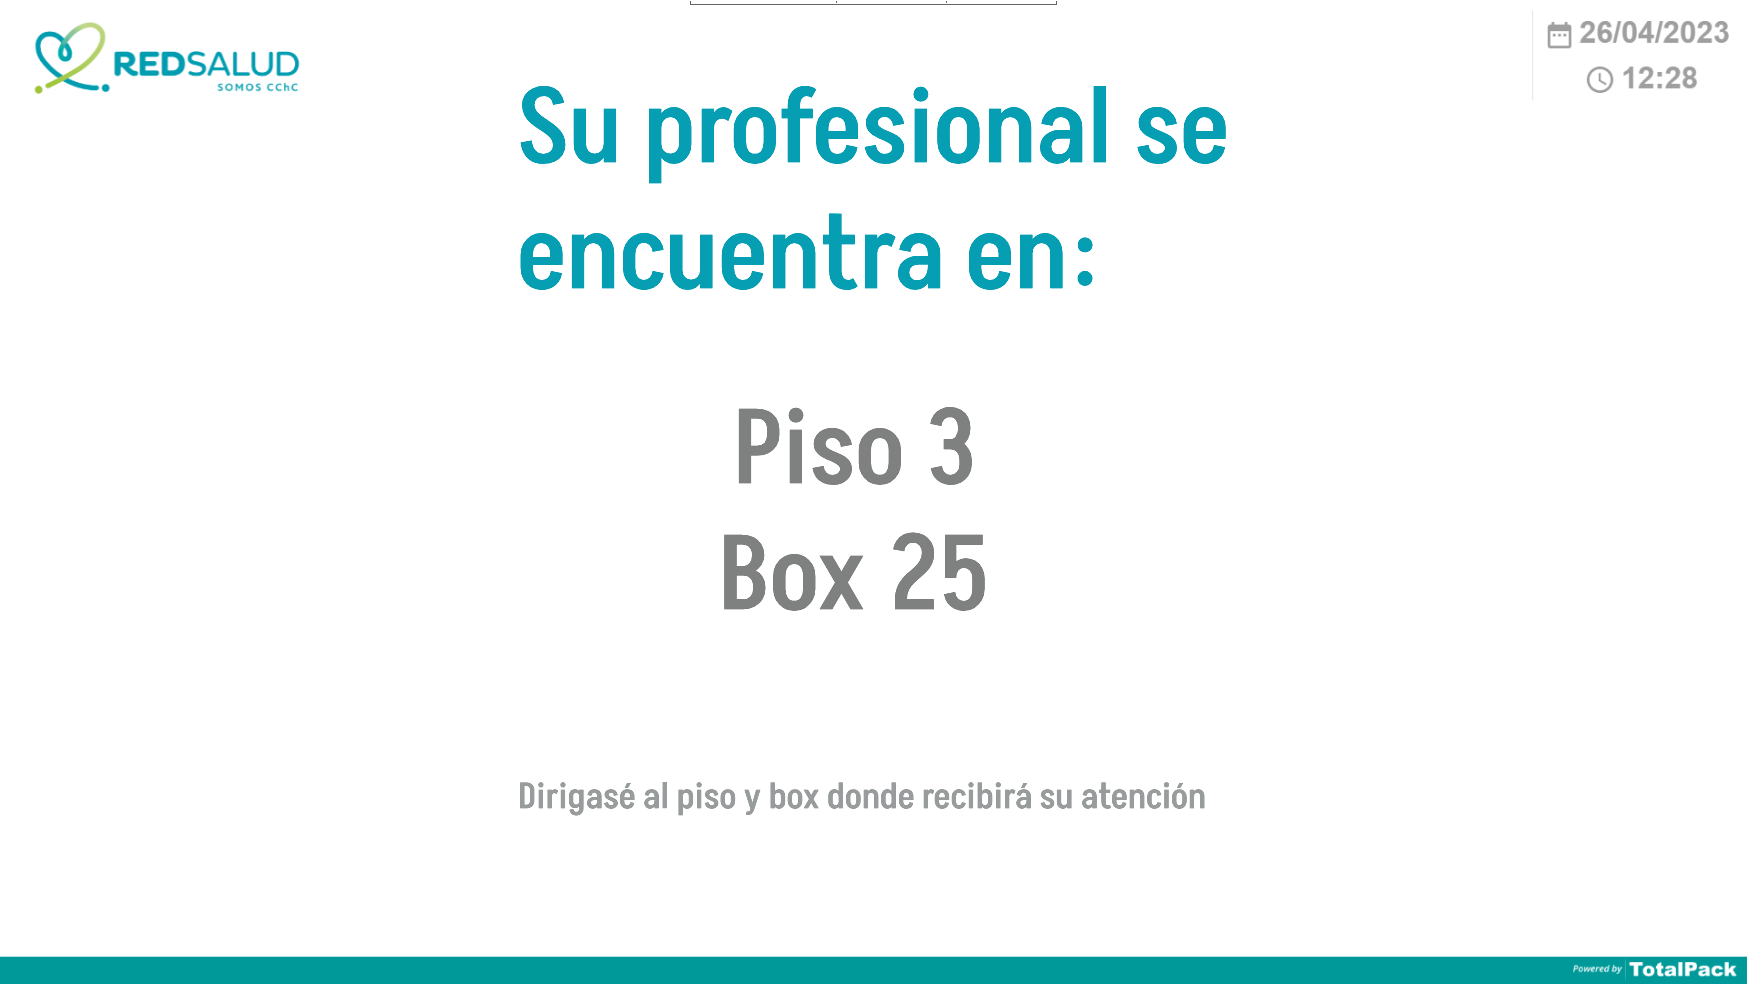 REDSALUD
SOMOS CChC
26/04/2023
12:28
Su profesional se
encuentra en:
Piso 3
Box 25
Dirigasé al piso y box donde recibirá su atención
Powered by TotalPack